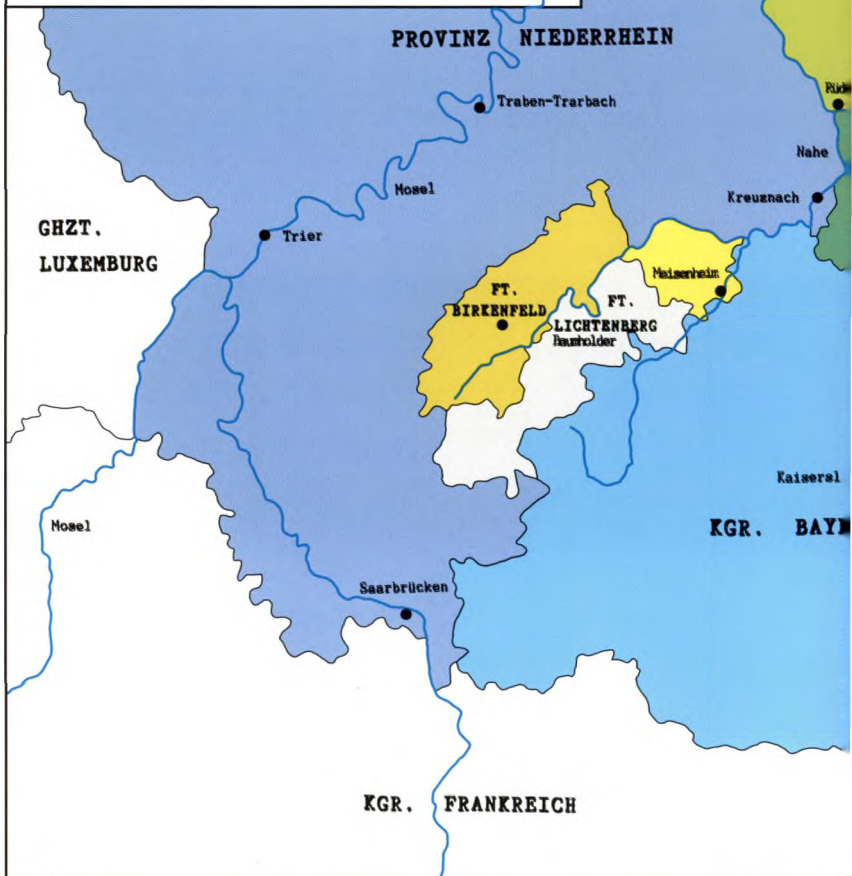 PROVINZ NIEDERRHEIN
Traben-Trarbach
Nahe
Mosel
Kreuznach
GHZT.
LUXEMBURG
Trier
Meisenheim
FT.
BIRKENFELD
FT.
LICHTENBERG
Baumholder
Kaisersl
Mosel
KGR. BAY
Saarbrücken
KGR. FRANKREICH